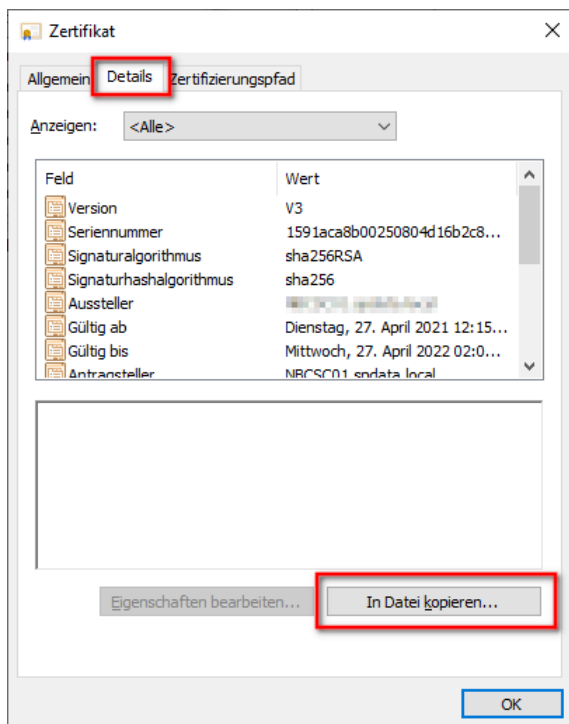 Zertifikat
Allgemein Details Zertifizierungspfad
Anzeigen: <Alle>
Feld Wert
Version V3
Seriennummer 1591aca8b00250804d16b2c8...
Signaturalgorithmus sha256RSA
Signaturhashalgorithmus sha256
Aussteller
Gültig ab Dienstag, 27. April 2021 12:15...
Gültig bis Mittwoch, 27. April 2022 02:0...
Antragsteller NBCSC01.spdata.local
Eigenschaften bearbeiten... In Datei kopieren...
OK